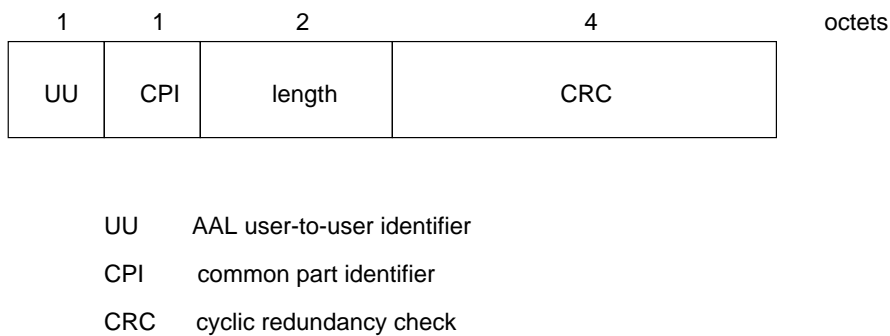 1 1 2 4 octets
UU CPI length CRC
UU AAL user-to-user identifier
CPI common part identifier
CRC cyclic redundancy check